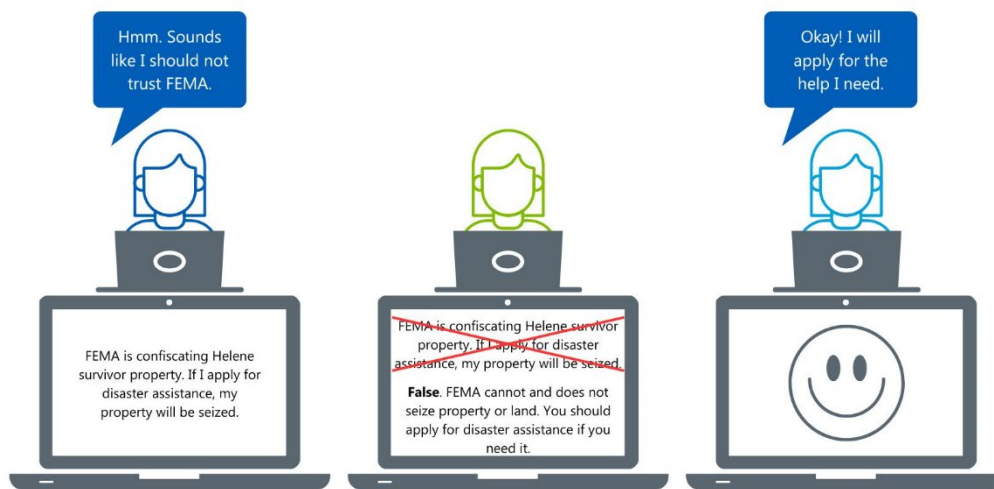 Hmm. Sounds
like I should not
trust FEMA.
FEMA is confiscating Helene
survivor property. If I apply for
disaster assistance, my
property will be seized.
FEMA is confiscating Helene survivor
property. If I apply for disaster
assistance, my property will be seized.
False. FEMA cannot and does not
seize property or land. You should
apply for disaster assistance if you
need it.
Okay! I will
apply for the
help I need.